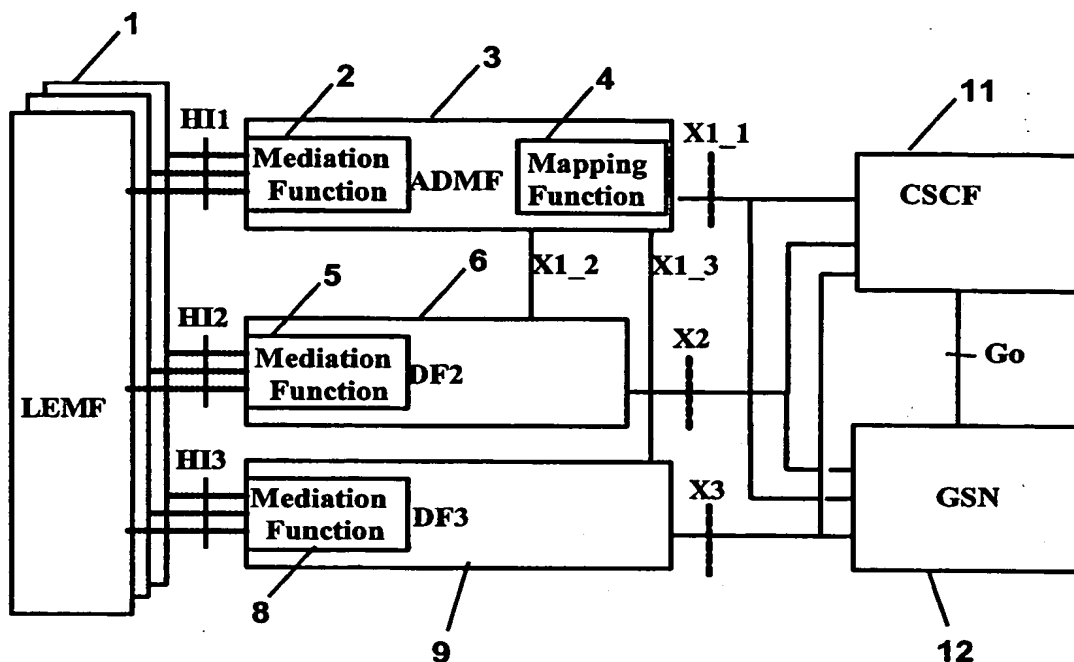 1
2
3
4
11
HI1
Mediation
Function
ADMF
Mapping
Function
X1_1
CSCF
X1_2
X1_3
5
6
HI2
Mediation
Function
DF2
X2
Go
LEMF
HI3
Mediation
Function
DF3
X3
GSN
8
9
12